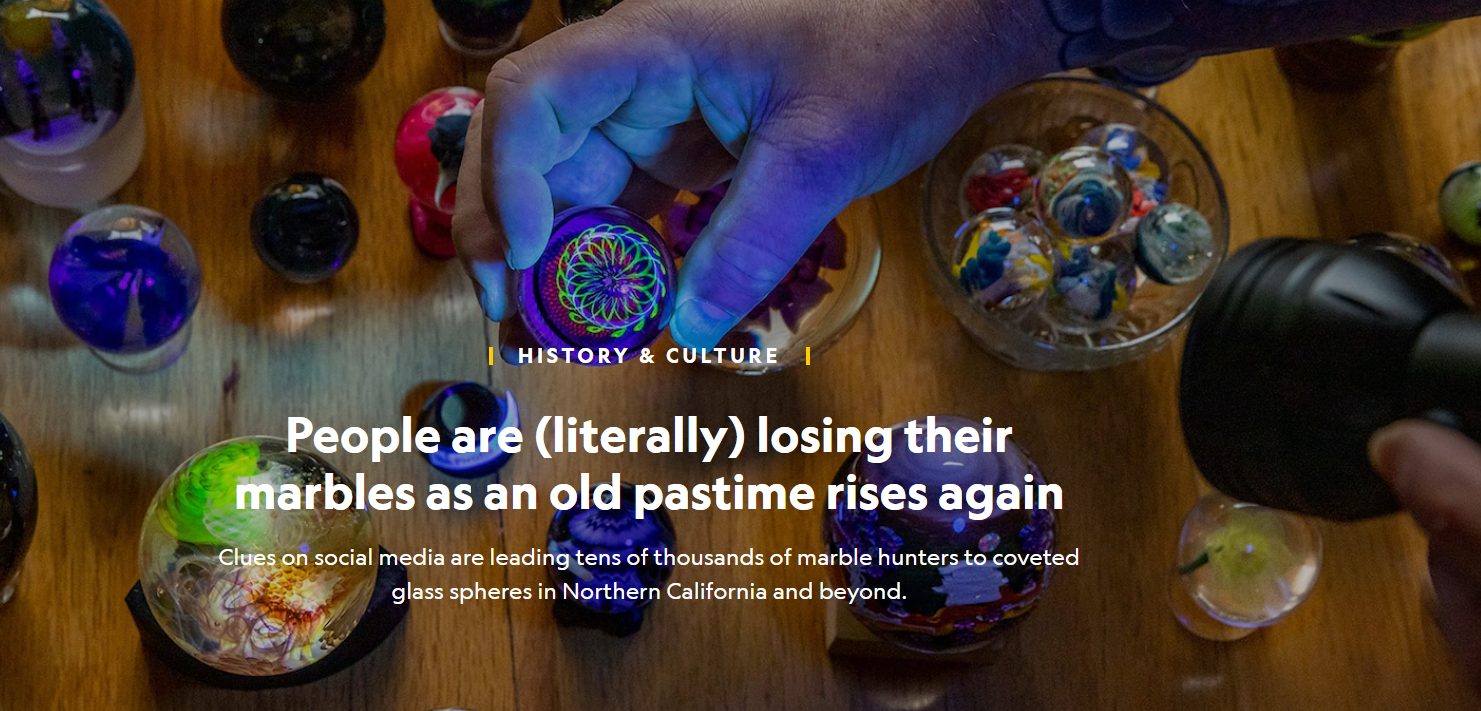 HISTORY & CULTURE
People are (literally) losing their
marbles as an old pastime rises again
Clues on social media are leading tens of thousands of marble hunters to coveted
glass spheres in Northern California and beyond.